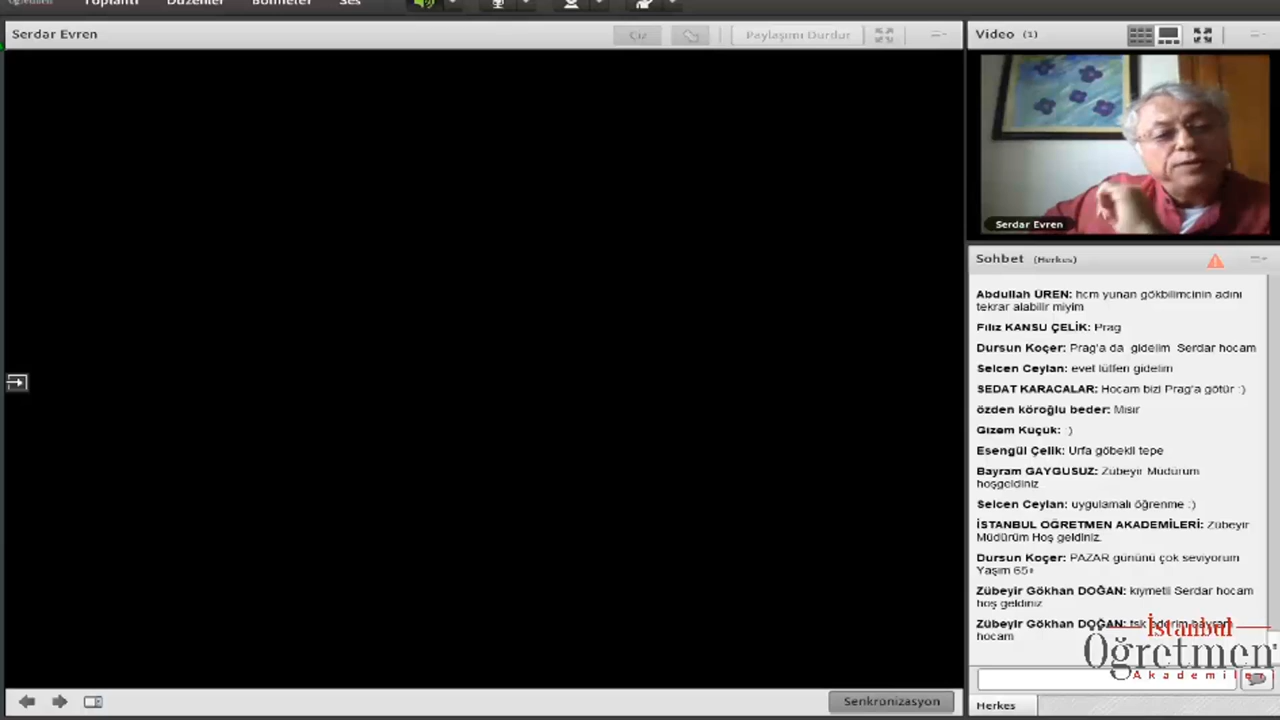 Öğretmen Toplantı Düzenler Bölmeler Ses
Serdar Evren
Çiz
Paylaşımı Durdur
Video (1)
Serdar Evren
Sohbet (Herkes)
Abdullah ÜREN: hcm yunan gökbilimcinin adını
tekrar alabilir miyim
Filiz KANSU ÇELİK: Prag
Dursun Koçer: Prag'a da gidelim Serdar hocam
Selcen Ceylan: evet lütfen gidelim
SEDAT KARACALAR: Hocam bizi Prag'a götür :)
özden köroğlu beder: Mısır
Gizem Küçük: :)
Esengül Çelik: Urfa göbekli tepe
Bayram GAYGUSUZ: Zübeyir Müdürüm
hoşgeldiniz
Selcen Ceylan: uygulamalı öğrenme :)
İSTANBUL ÖĞRETMEN AKADEMİLERİ: Zübeyir
Müdürüm Hoş geldiniz.
Dursun Koçer: PAZAR gününü çok seviyorum
Yaşım 65+
Zübeyir Gökhan DOĞAN: kıymetli Serdar hocam
hoş geldiniz
Zübeyir Gökhan DOĞAN: tşk ederim bayram
hocam
İstanbul
Öğretmen
Akademileri
Senkronizasyon
Herkes